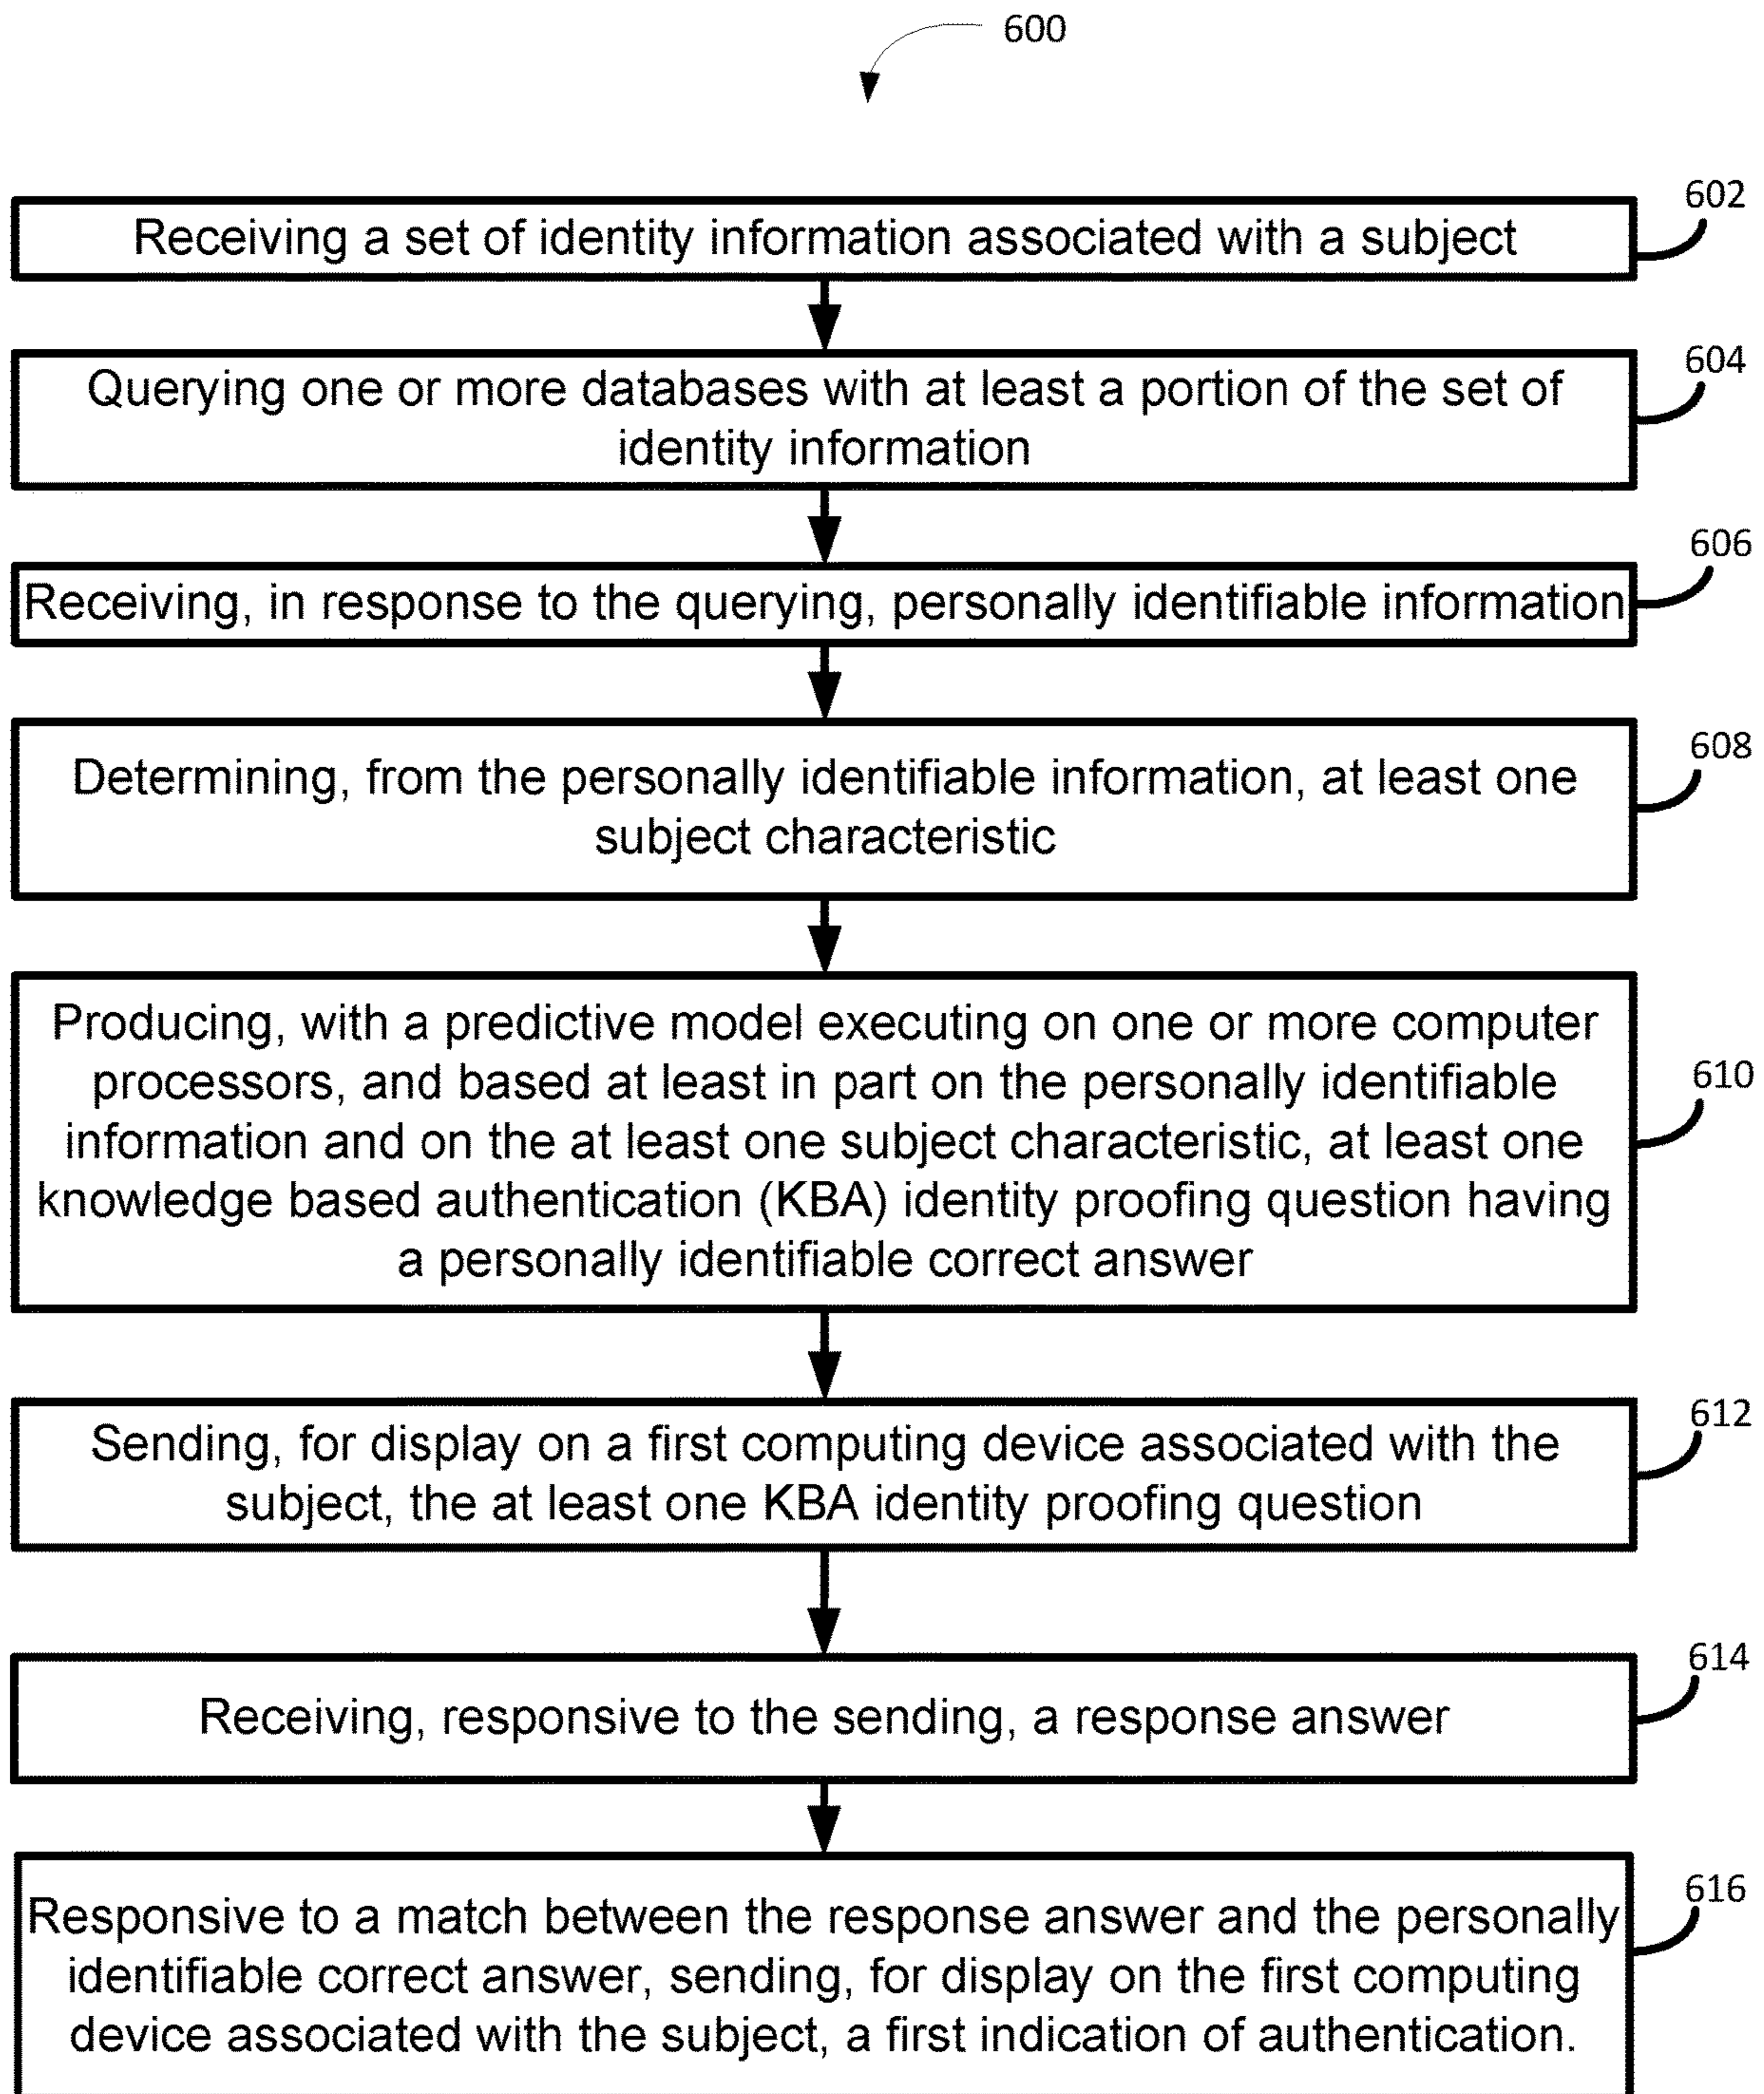 600
602
Receiving a set of identity information associated with a subject
604
Querying one or more databases with at least a portion of the set of
identity information
606
Receiving, in response to the querying, personally identifiable information
608
Determining, from the personally identifiable information, at least one
subject characteristic
Producing, with a predictive model executing on one or more computer
processors, and based at least in part on the personally identifiable
610
information and on the at least one subject characteristic, at least one
knowledge based authentication (KBA) identity proofing question having
a personally identifiable correct answer
612
Sending, for display on a first computing device associated with the
subject, the at least one KBA identity proofing question
614
Receiving, responsive to the sending, a response answer
616
Responsive to a match between the response answer and the personally
identifiable correct answer, sending, for display on the first computing
device associated with the subject, a first indication of authentication.